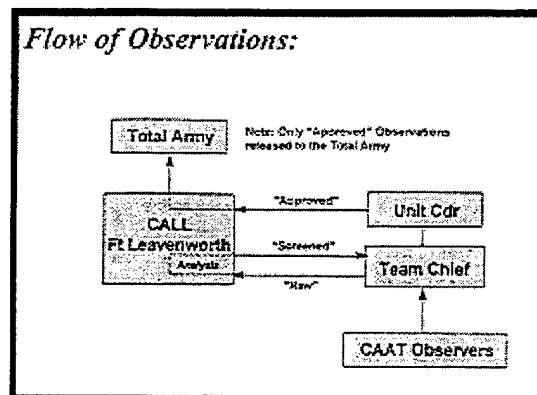 Flow of Observations:
Total Army
Note: Only "Approved" Observations
released to the Total Army
"Approved"
CALL
Ft Leavenworth
Unit Cdr
"Screened"
Analysis
Team Chief
"Raw"
CAAT Observers